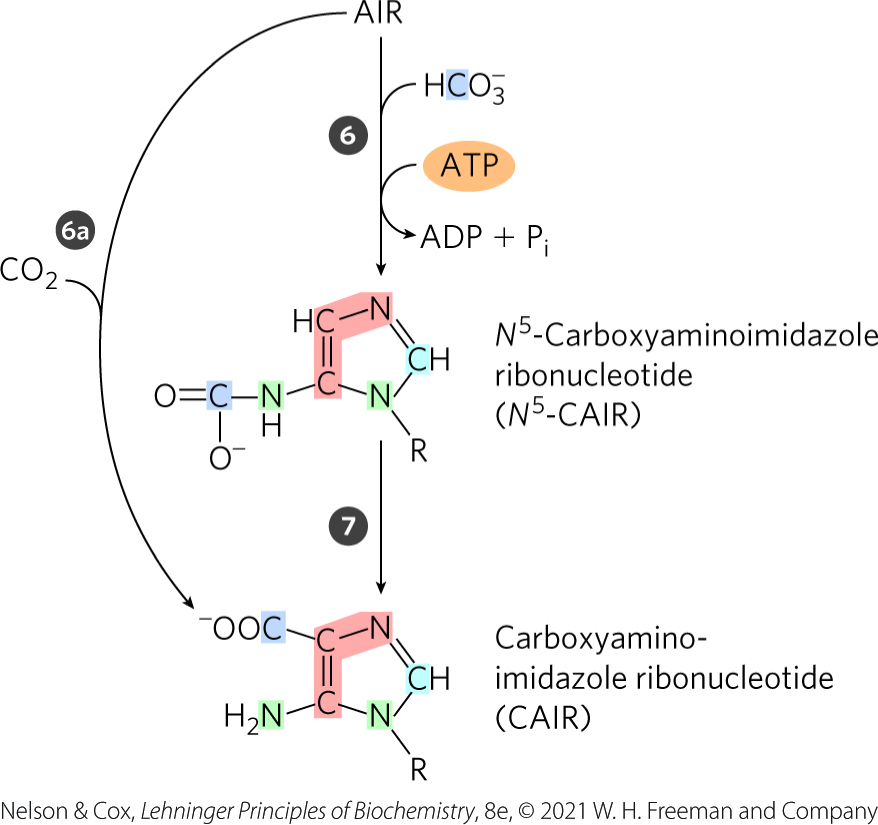 AIR
HCO₃⁻
6
ATP
6a
ADP + Pᵢ
CO₂
HC N
CH
C N
O=C—N
H
O⁻
R
N⁵-Carboxyaminoimidazole
ribonucleotide
(N⁵-CAIR)
7
⁻OOC C N
CH
H₂N C N
R
Carboxyamino-
imidazole ribonucleotide
(CAIR)
Nelson & Cox, Lehninger Principles of Biochemistry, 8e, © 2021 W. H. Freeman and Company